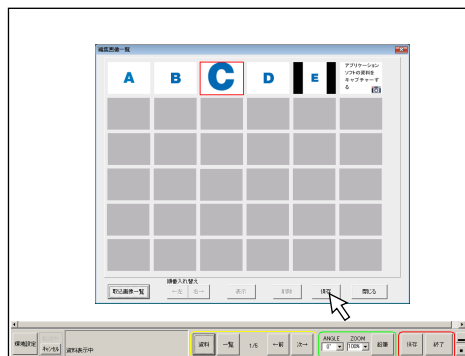 編集画像一覧
A
B
C
D
E
アプリケーション
ソフトの資料を
キャプチャーす
る
取込画像一覧
順番入れ替え
←左
右→
表示
削除
保存
閉じる
環境設定
キャンセル
資料表示中
資料
一覧
1/6
←前
次→
ANGLE
0°
ZOOM
100%
保存
終了